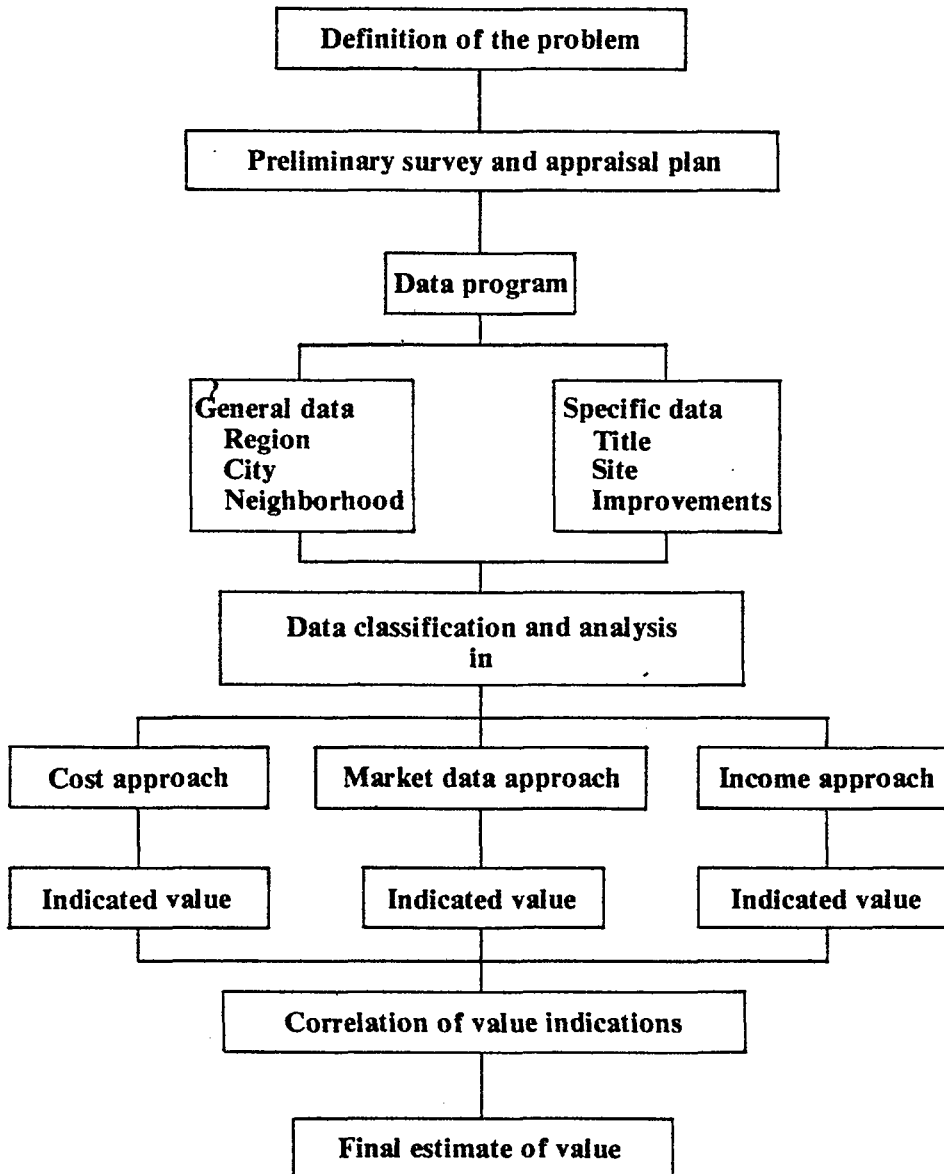 Definition of the problem
Preliminary survey and appraisal plan
Data program
General data
Region
City
Neighborhood
Specific data
Title
Site
Improvements
Data classification and analysis
in
Cost approach
Market data approach
Income approach
Indicated value
Indicated value
Indicated value
Correlation of value indications
Final estimate of value